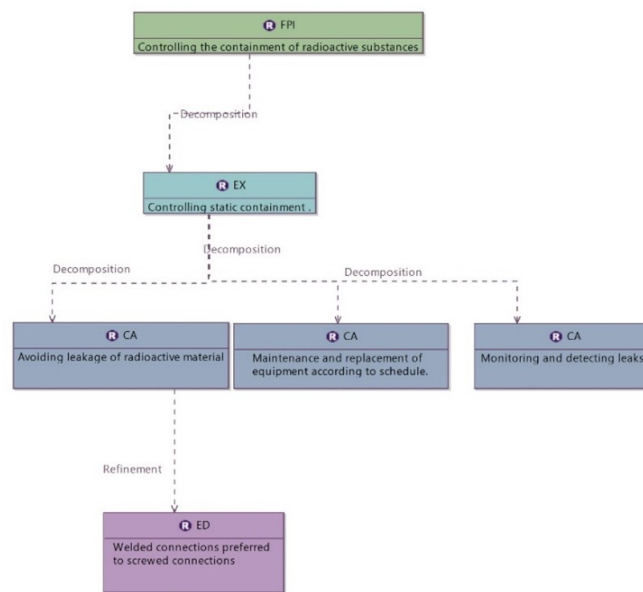 R FPI
Controlling the containment of radioactive substances
Decomposition
R EX
Controlling static containment .
Decomposition
Decomposition
Decomposition
R CA
Avoiding leakage of radioactive material
R CA
Maintenance and replacement of
equipment according to schedule.
R CA
Monitoring and detecting leaks
Refinement
R ED
Welded connections preferred
to screwed connections